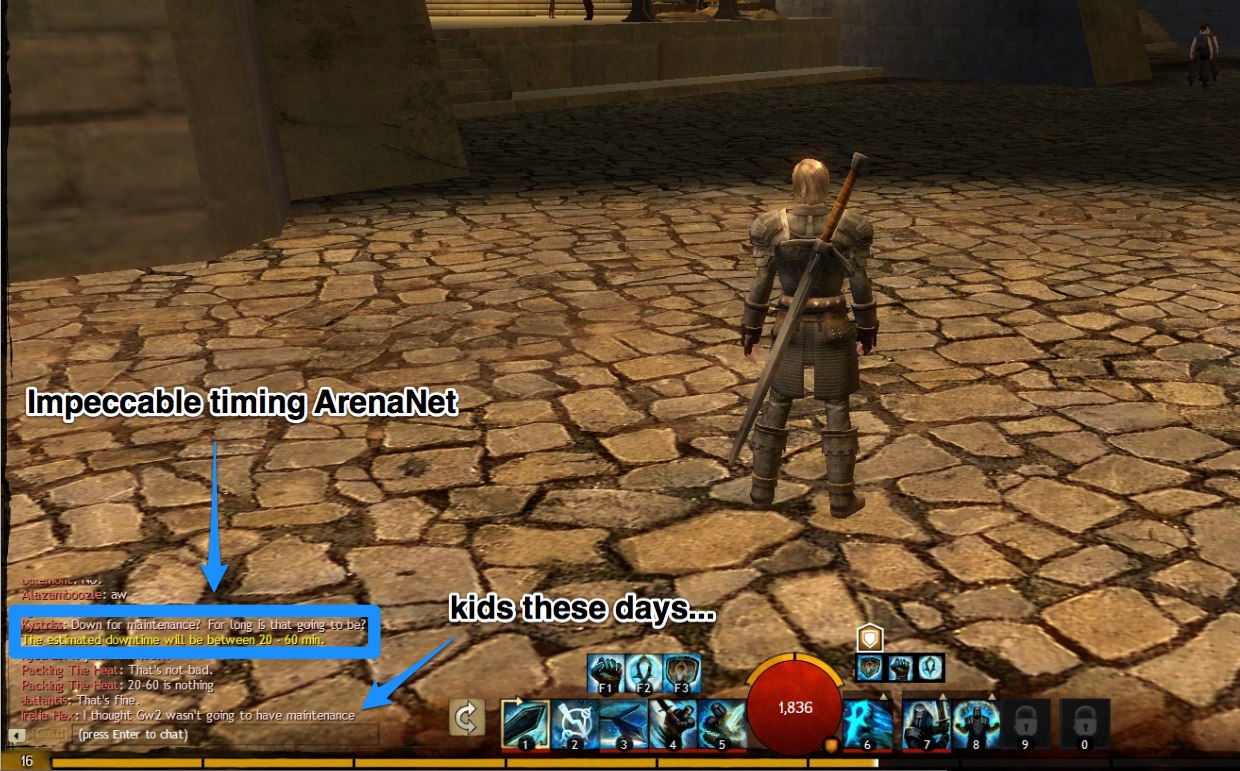 Impeccable timing ArenaNet
Alazamboozle: aw
Kystriss: Down for maintenance? For long is that going to be?
The estimated downtime will be between 20 - 60 min.
kids these days...
Packing The Heat: That's not bad.
Packing The Heat: 20-60 is nothing
Jatlantis: That's fine.
Irelia Hex: I thought Gw2 wasn't going to have maintenance
[Guild] (press Enter to chat)
F1 F2 F3
1,836
1 2 3 4 5 6 7 8 9 0
16